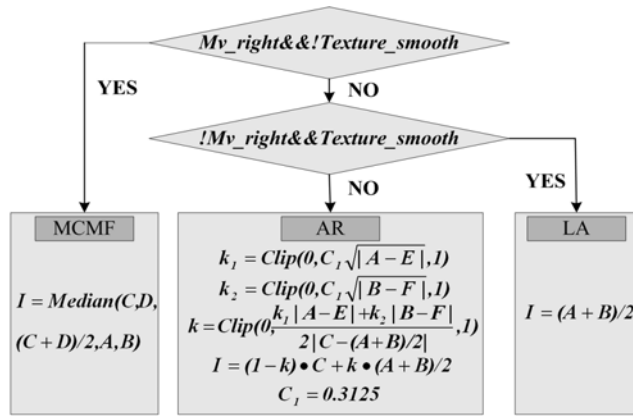 Mv_right&&!Texture_smooth
YES
NO
!Mv_right&&Texture_smooth
NO
YES
MCMF
I = Median(C,D,
(C + D)/2,A,B)
AR
k₁ = Clip(0,C₁√|A − E|,1)
k₂ = Clip(0,C₁√|B − F|,1)
k = Clip(0,(k₁|A − E| + k₂|B − F|)/(2|C − (A + B)/2|),1)
I = (1 − k)•C + k•(A + B)/2
C₁ = 0.3125
LA
I = (A + B)/2